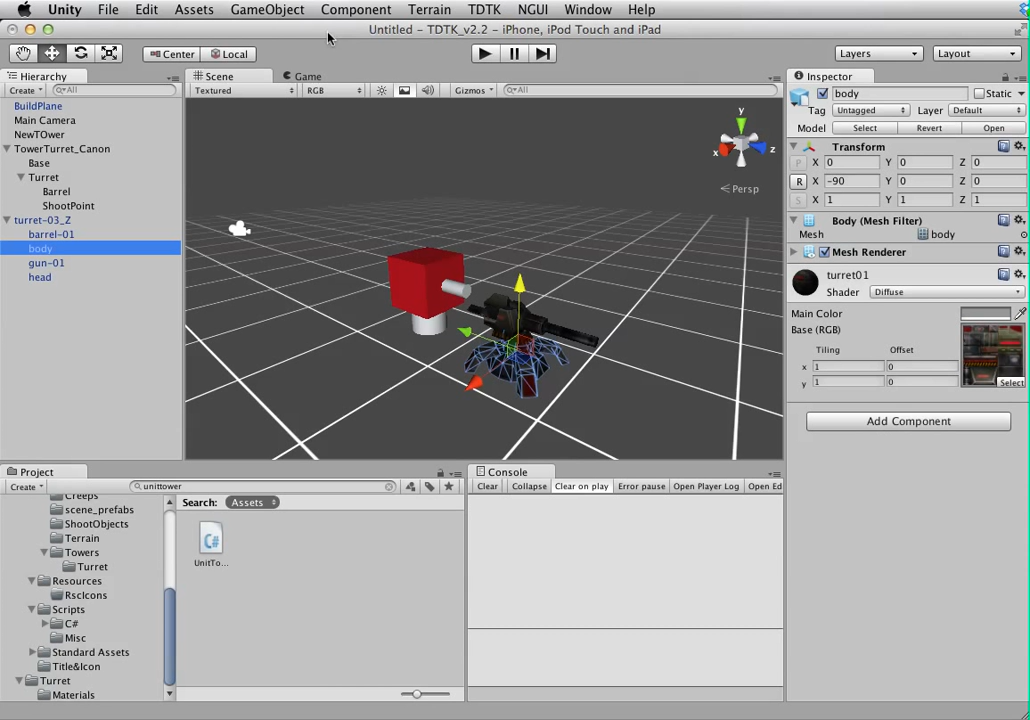 Unity File Edit Assets GameObject Component Terrain TDTK NGUI Window Help
Untitled – TDTK_v2.2 – iPhone, iPod Touch and iPad
Center Local Layers Layout
Hierarchy
Create All
BuildPlane
Main Camera
NewTOwer
TowerTurret_Canon
Base
Turret
Barrel
ShootPoint
turret-03_Z
barrel-01
body
gun-01
head
Scene Game
Textured RGB Gizmos All
y
x z
Persp
Inspector
body Static
Tag Untagged Layer Default
Model Select Revert Open
Transform
P X 0 Y 0 Z 0
R X -90 Y 0 Z 0
S X 1 Y 1 Z 1
Body (Mesh Filter)
Mesh body
Mesh Renderer
turret01
Shader Diffuse
Main Color
Base (RGB)
Tiling Offset
x 1 0
y 1 0
Select
Add Component
Project
Create unittower
Creeps
scene_prefabs
ShootObjects
Terrain
Towers
Turret
Resources
RscIcons
Scripts
C#
Misc
Standard Assets
Title&Icon
Turret
Materials
Search: Assets
C#
UnitTo...
Console
Clear Collapse Clear on play Error pause Open Player Log Open Ed